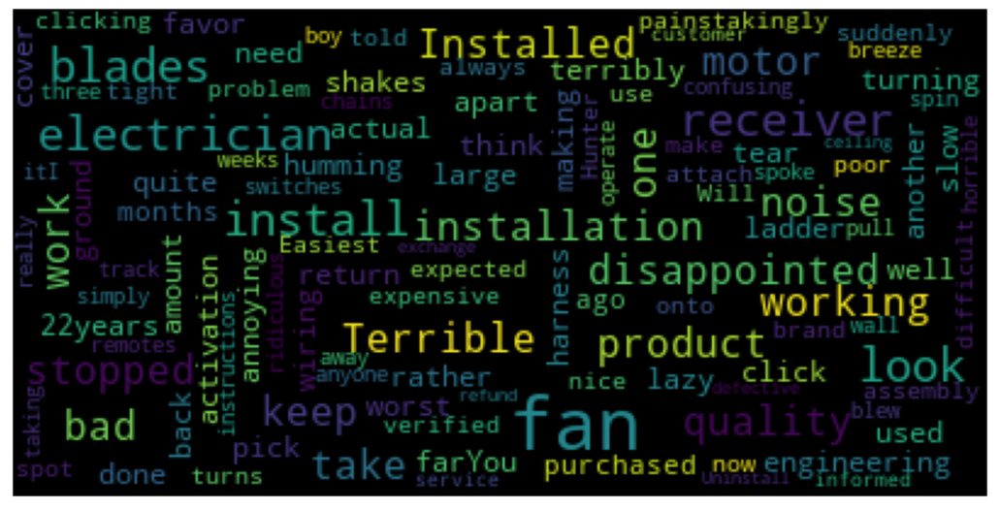 clicking favor boy told Installed painstakingly customer suddenly
cover blades need always terribly motor breeze
three tight problem shakes chains apart use confusing turning spin
electrician actual think making Hunter operate one receiver . ceiling slow horrible
itI weeks humming make tear attach spoke poor another
quite switches large Will noise
months install installation ladder pull
work ground really Easiest exchange difficult
track amount activation annoying ridiculous return expected harness disappointed well
simply instructions wiring expensive ago onto working
22years remotes Terrible product brand wall
stopped away anyone rather nice lazy click defective look
taking bad back keep worst refund fan quality blew assembly
verified used
pick take farYou purchased now engineering
spot done turns service Uninstall informed